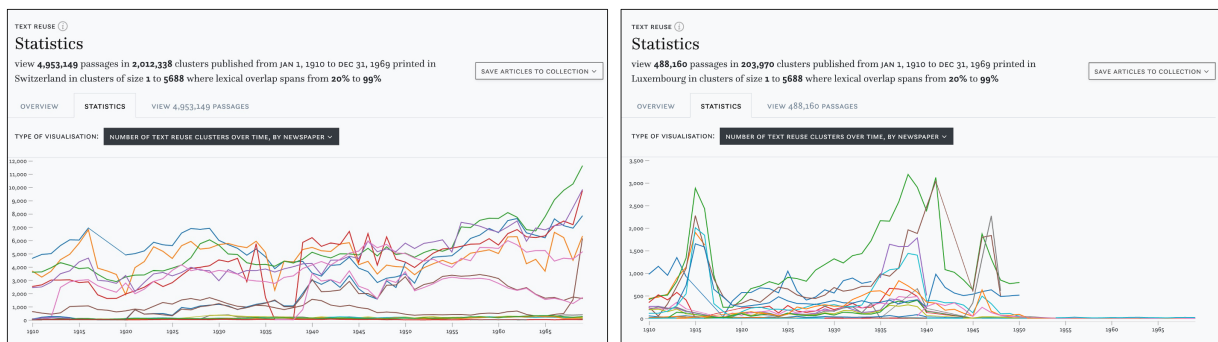 TEXT REUSE
Statistics
view 4,953,149 passages in 2,012,338 clusters published from JAN 1, 1910 to DEC 31, 1969 printed in
Switzerland in clusters of size 1 to 5688 where lexical overlap spans from 20% to 99%
SAVE ARTICLES TO COLLECTION
OVERVIEW STATISTICS VIEW 4,953,149 PASSAGES
TYPE OF VISUALISATION: NUMBER OF TEXT REUSE CLUSTERS OVER TIME, BY NEWSPAPER
12,000
11,000
10,000
9,000
8,000
7,000
6,000
5,000
4,000
3,000
2,000
1,000
0
1910 1915 1920 1925 1930 1935 1940 1945 1950 1955 1960 1965
TEXT REUSE
Statistics
view 488,160 passages in 203,970 clusters published from JAN 1, 1910 to DEC 31, 1969 printed in
Luxembourg in clusters of size 1 to 5688 where lexical overlap spans from 20% to 99%
SAVE ARTICLES TO COLLECTION
OVERVIEW STATISTICS VIEW 488,160 PASSAGES
TYPE OF VISUALISATION: NUMBER OF TEXT REUSE CLUSTERS OVER TIME, BY NEWSPAPER
3,500
3,000
2,500
2,000
1,500
1,000
500
0
1910 1915 1920 1925 1930 1935 1940 1945 1950 1955 1960 1965